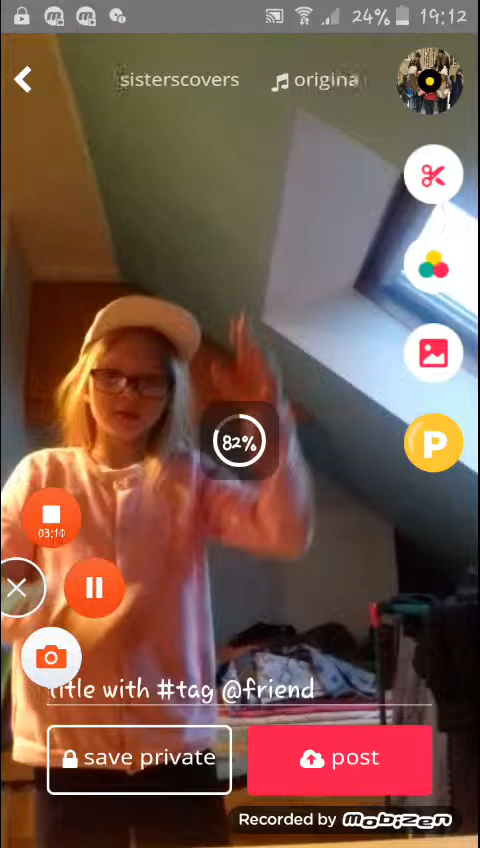 24% 19:12
sisterscovers origina
82%
P
03:10
title with #tag @friend
save private post
Recorded by Mobizen